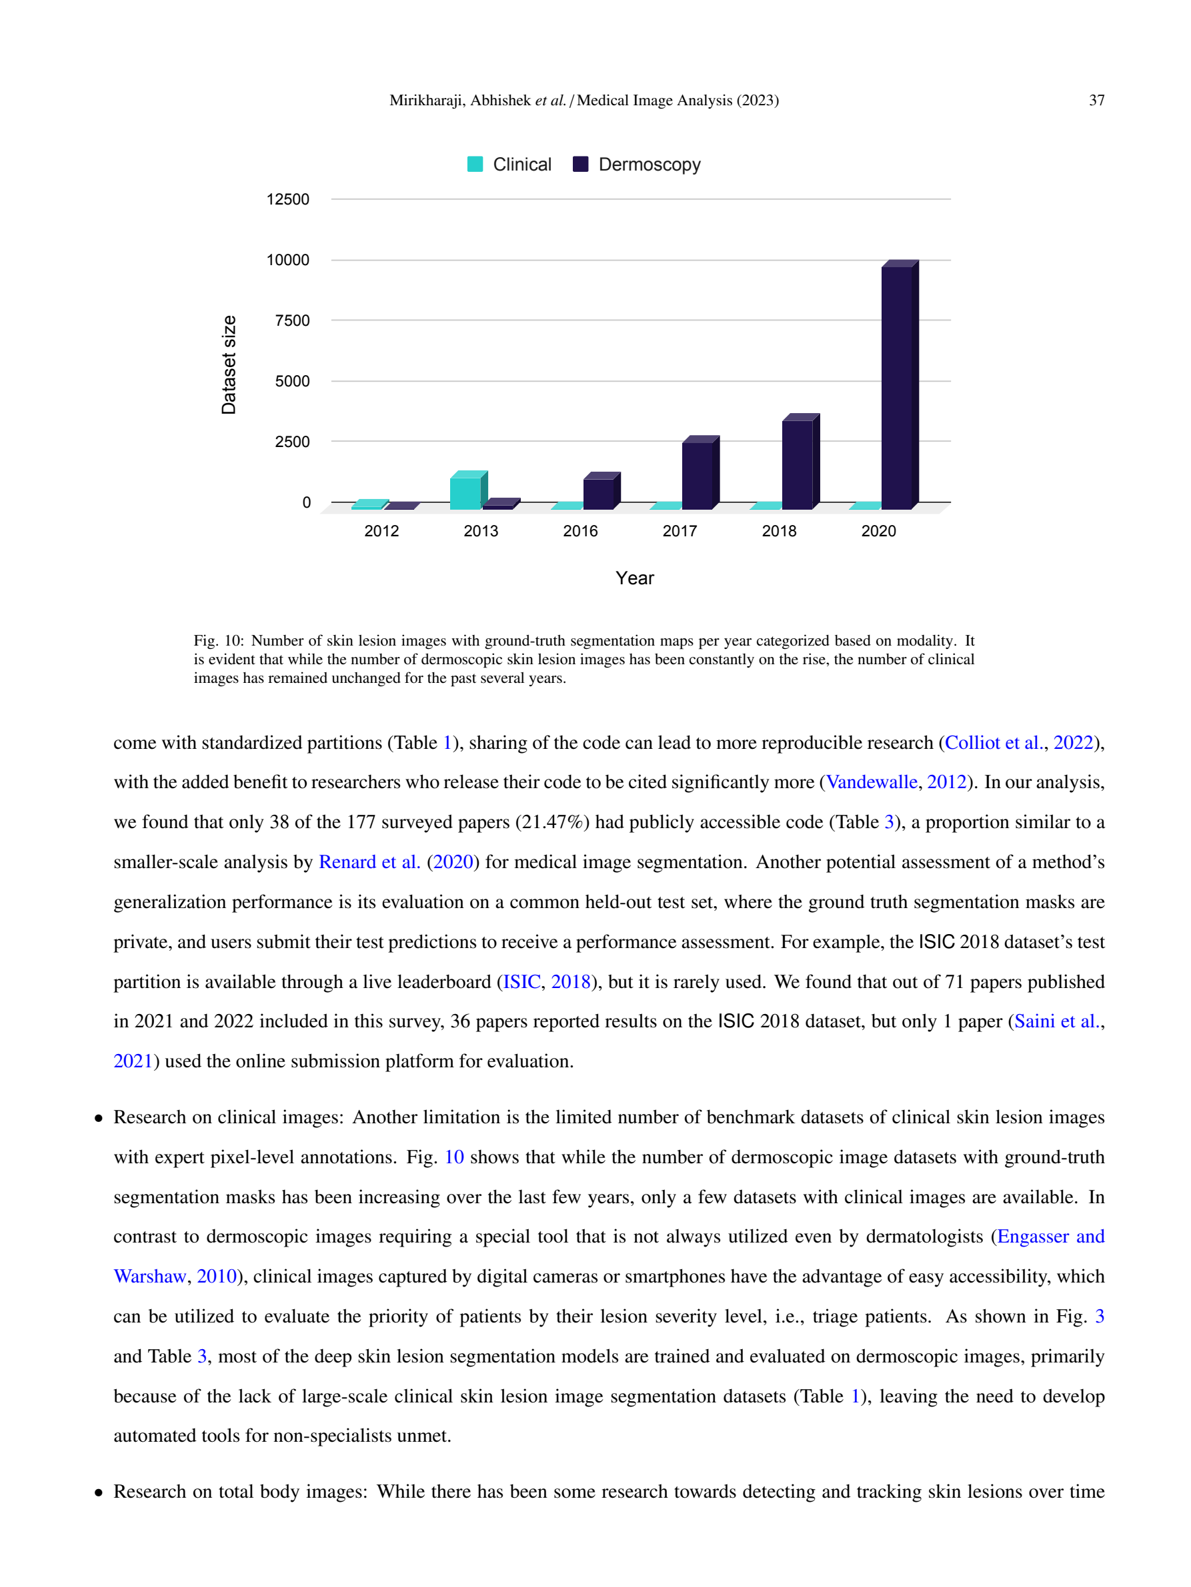 Mirikharaji, Abhishek et al. / Medical Image Analysis (2023)
37
Clinical
Dermoscopy
12500
10000
7500
5000
2500
0
Dataset size
2012
2013
2016
2017
2018
2020
Year
Fig. 10: Number of skin lesion images with ground-truth segmentation maps per year categorized based on modality. It
is evident that while the number of dermoscopic skin lesion images has been constantly on the rise, the number of clinical
images has remained unchanged for the past several years.
come with standardized partitions (Table 1), sharing of the code can lead to more reproducible research (Colliot et al., 2022),
with the added benefit to researchers who release their code to be cited significantly more (Vandewalle, 2012). In our analysis,
we found that only 38 of the 177 surveyed papers (21.47%) had publicly accessible code (Table 3), a proportion similar to a
smaller-scale analysis by Renard et al. (2020) for medical image segmentation. Another potential assessment of a method's
generalization performance is its evaluation on a common held-out test set, where the ground truth segmentation masks are
private, and users submit their test predictions to receive a performance assessment. For example, the ISIC 2018 dataset's test
partition is available through a live leaderboard (ISIC, 2018), but it is rarely used. We found that out of 71 papers published
in 2021 and 2022 included in this survey, 36 papers reported results on the ISIC 2018 dataset, but only 1 paper (Saini et al.,
2021) used the online submission platform for evaluation.
• Research on clinical images: Another limitation is the limited number of benchmark datasets of clinical skin lesion images
with expert pixel-level annotations. Fig. 10 shows that while the number of dermoscopic image datasets with ground-truth
segmentation masks has been increasing over the last few years, only a few datasets with clinical images are available. In
contrast to dermoscopic images requiring a special tool that is not always utilized even by dermatologists (Engasser and
Warshaw, 2010), clinical images captured by digital cameras or smartphones have the advantage of easy accessibility, which
can be utilized to evaluate the priority of patients by their lesion severity level, i.e., triage patients. As shown in Fig. 3
and Table 3, most of the deep skin lesion segmentation models are trained and evaluated on dermoscopic images, primarily
because of the lack of large-scale clinical skin lesion image segmentation datasets (Table 1), leaving the need to develop
automated tools for non-specialists unmet.
• Research on total body images: While there has been some research towards detecting and tracking skin lesions over time